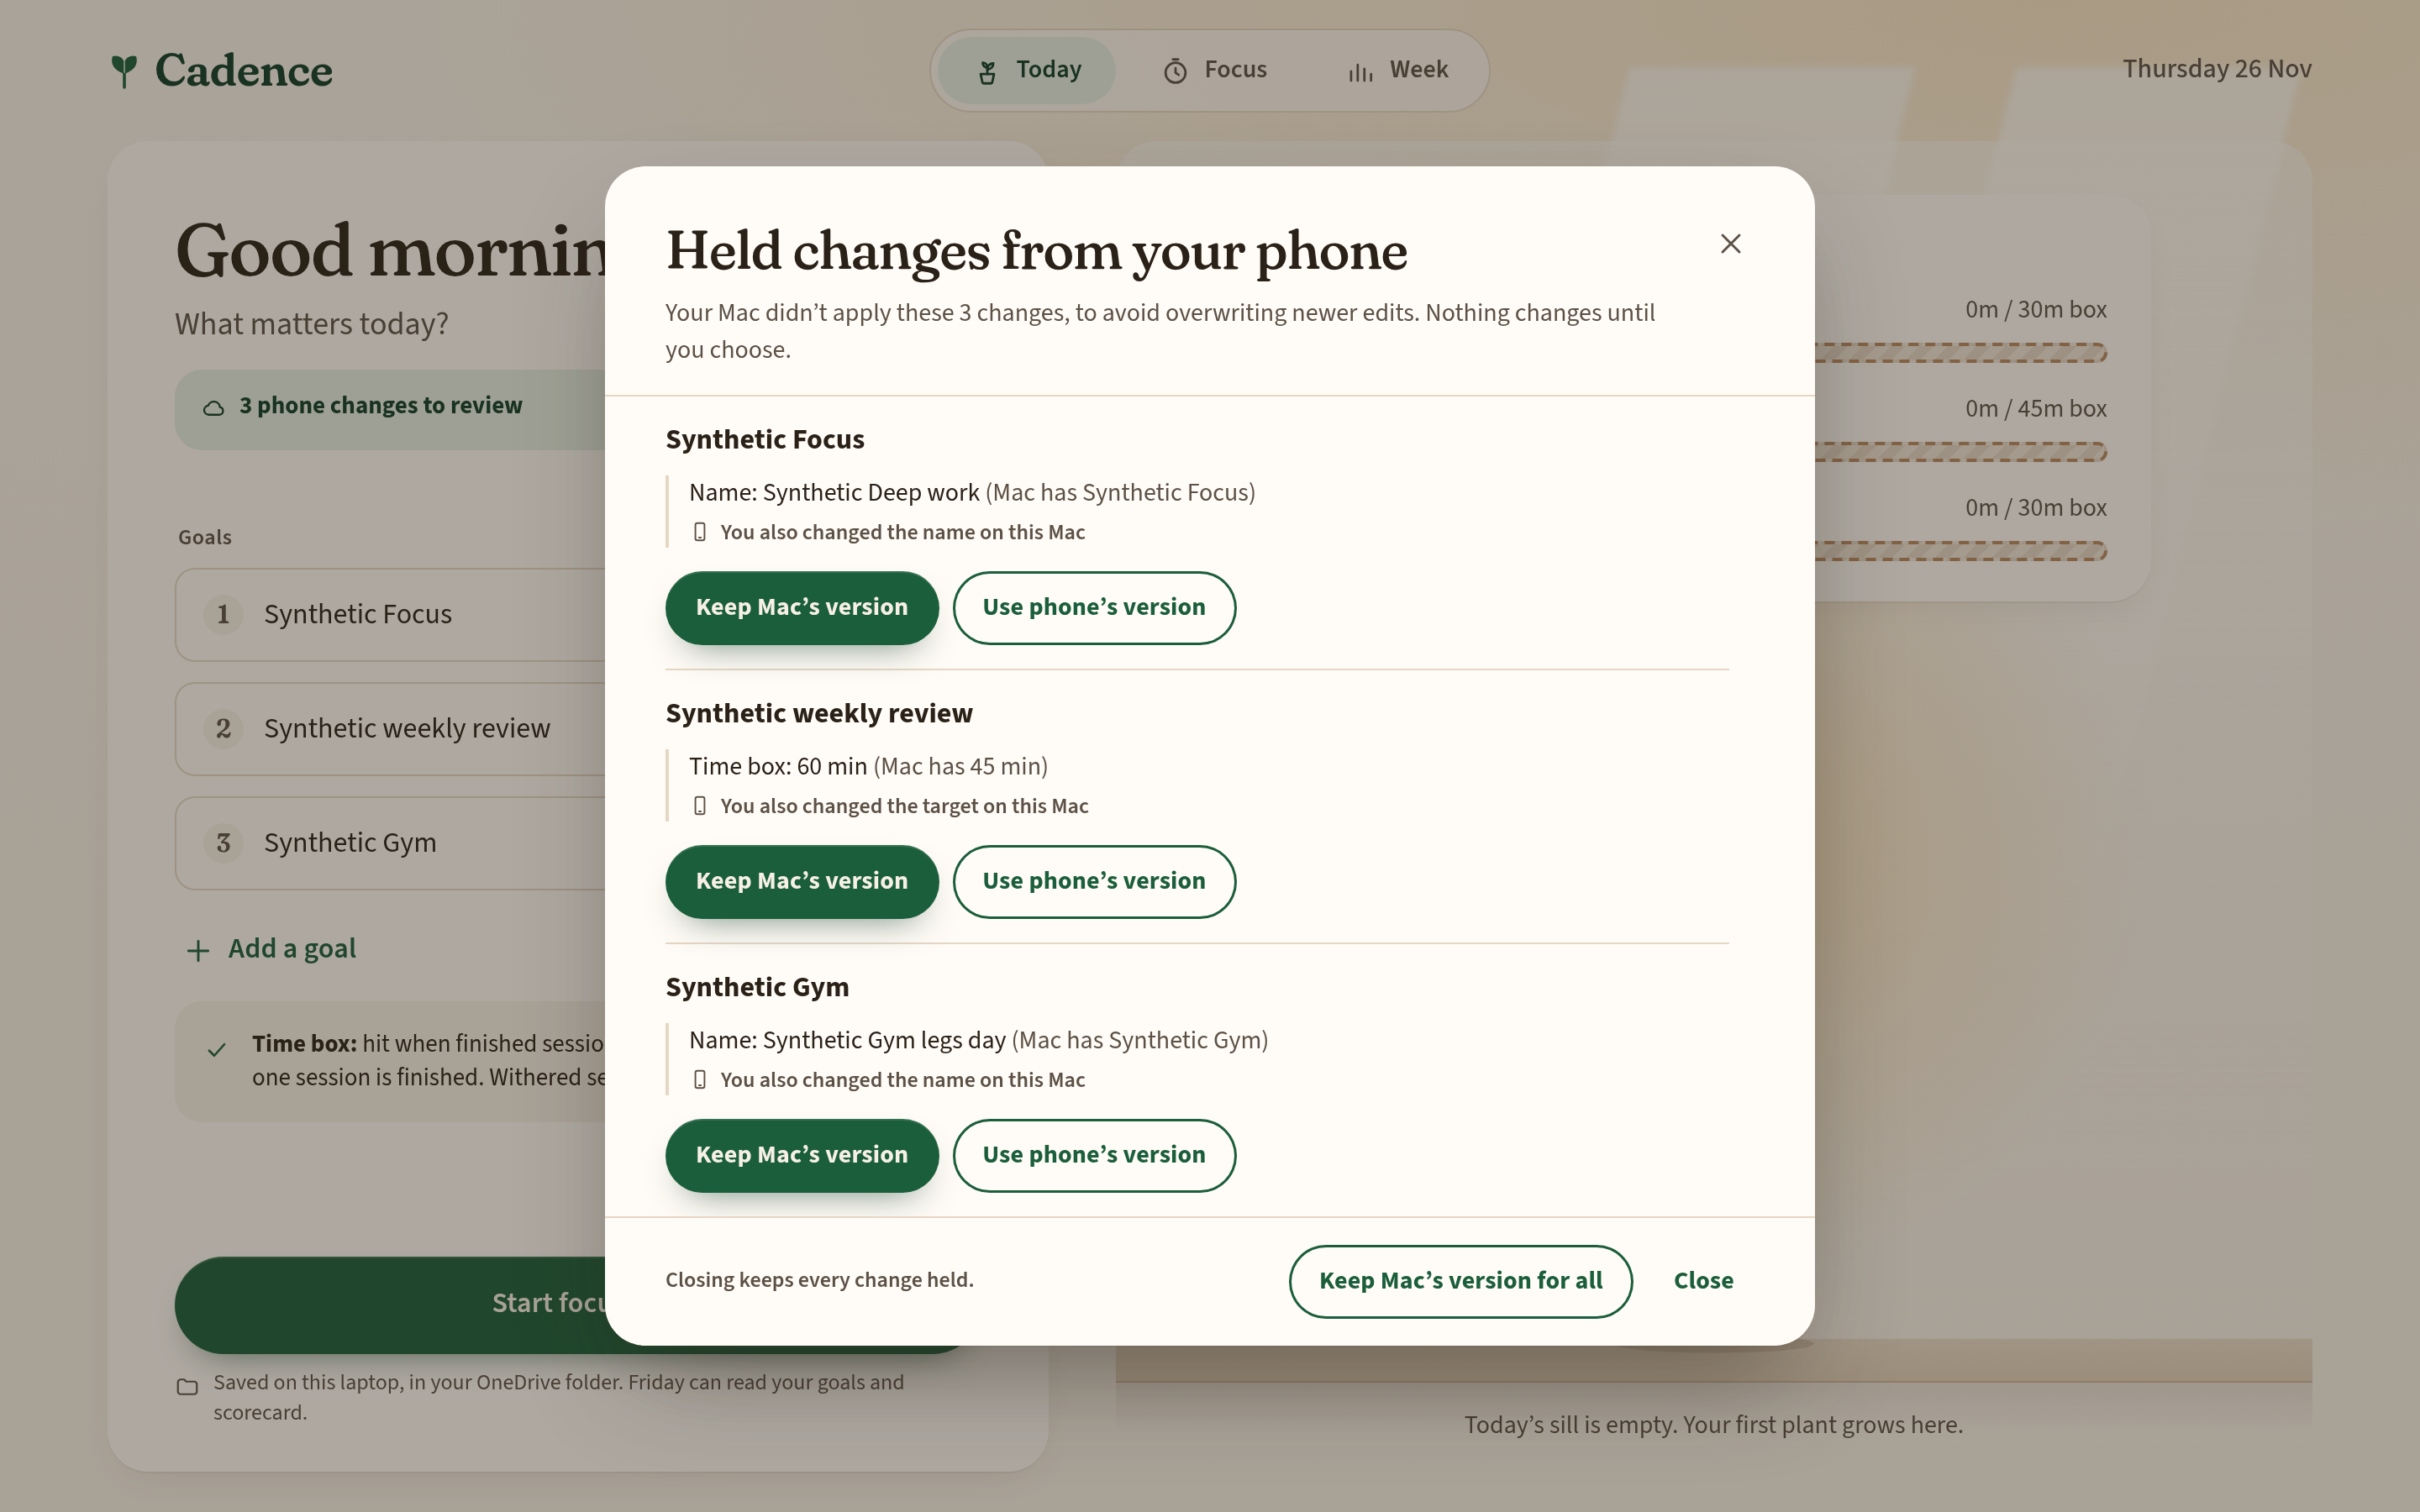 Cadence
Today
Focus
Week
Thursday 26 Nov
Good mornin
What matters today?
3 phone changes to review
Goals
1 Synthetic Focus
2 Synthetic weekly review
3 Synthetic Gym
Add a goal
Time box: hit when finished sessio
one session is finished. Withered se
Start focu
Saved on this laptop, in your OneDrive folder. Friday can read your goals and
scorecard.
Held changes from your phone
Your Mac didn’t apply these 3 changes, to avoid overwriting newer edits. Nothing changes until
you choose.
Synthetic Focus
Name: Synthetic Deep work (Mac has Synthetic Focus)
You also changed the name on this Mac
Keep Mac’s version
Use phone’s version
Synthetic weekly review
Time box: 60 min (Mac has 45 min)
You also changed the target on this Mac
Keep Mac’s version
Use phone’s version
Synthetic Gym
Name: Synthetic Gym legs day (Mac has Synthetic Gym)
You also changed the name on this Mac
Keep Mac’s version
Use phone’s version
Closing keeps every change held.
Keep Mac’s version for all
Close
0m / 30m box
0m / 45m box
0m / 30m box
Today’s sill is empty. Your first plant grows here.